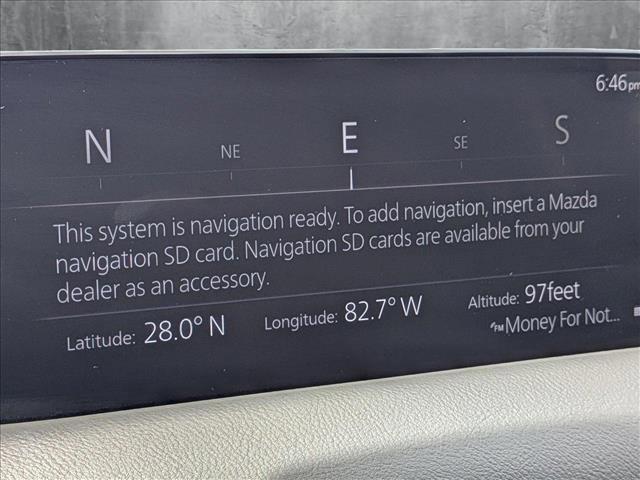 6:46pm
N NE E SE S
This system is navigation ready. To add navigation, insert a Mazda
navigation SD card. Navigation SD cards are available from your
dealer as an accessory.
Latitude: 28.0° N Longitude: 82.7° W Altitude: 97feet
FM Money For Not...